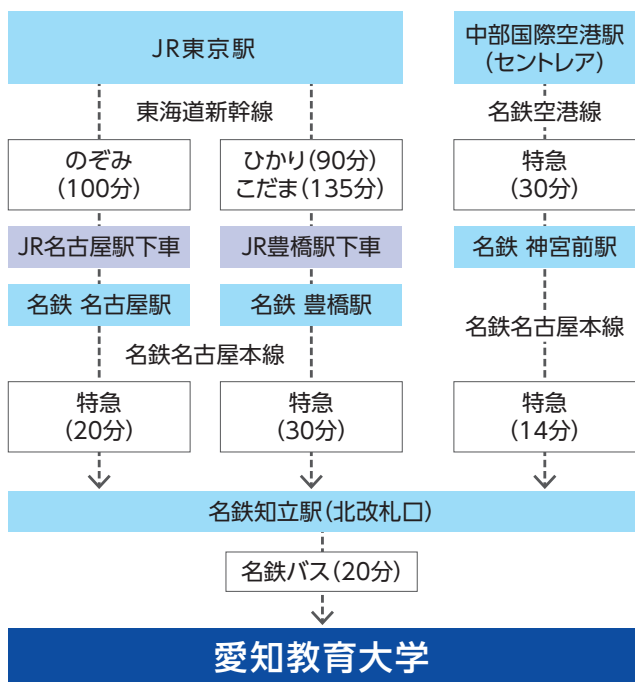 JR東京駅
中部国際空港駅
(セントレア)
東海道新幹線
名鉄空港線
のぞみ
(100分)
ひかり(90分)
こだま(135分)
特急
(30分)
JR名古屋駅下車
JR豊橋駅下車
名鉄 神宮前駅
名鉄 名古屋駅
名鉄 豊橋駅
名鉄名古屋本線
名鉄名古屋本線
特急
(20分)
特急
(30分)
特急
(14分)
名鉄知立駅(北改札口)
名鉄バス(20分)
愛知教育大学